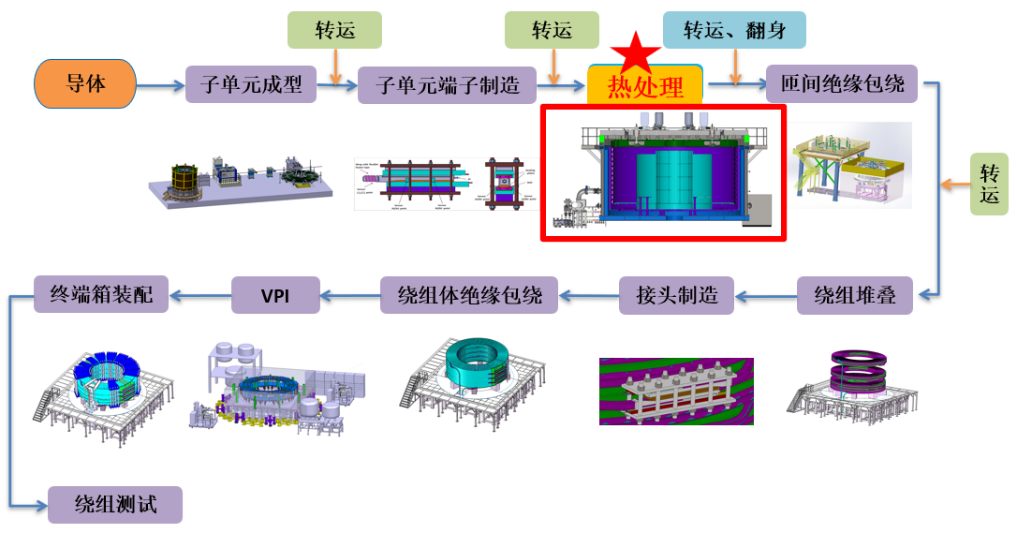 转运
转运
转运、翻身
导体
子单元成型
子单元端子制造
热处理
匝间绝缘包绕
转运
终端箱装配
VPI
绕组体绝缘包绕
接头制造
绕组堆叠
绕组测试